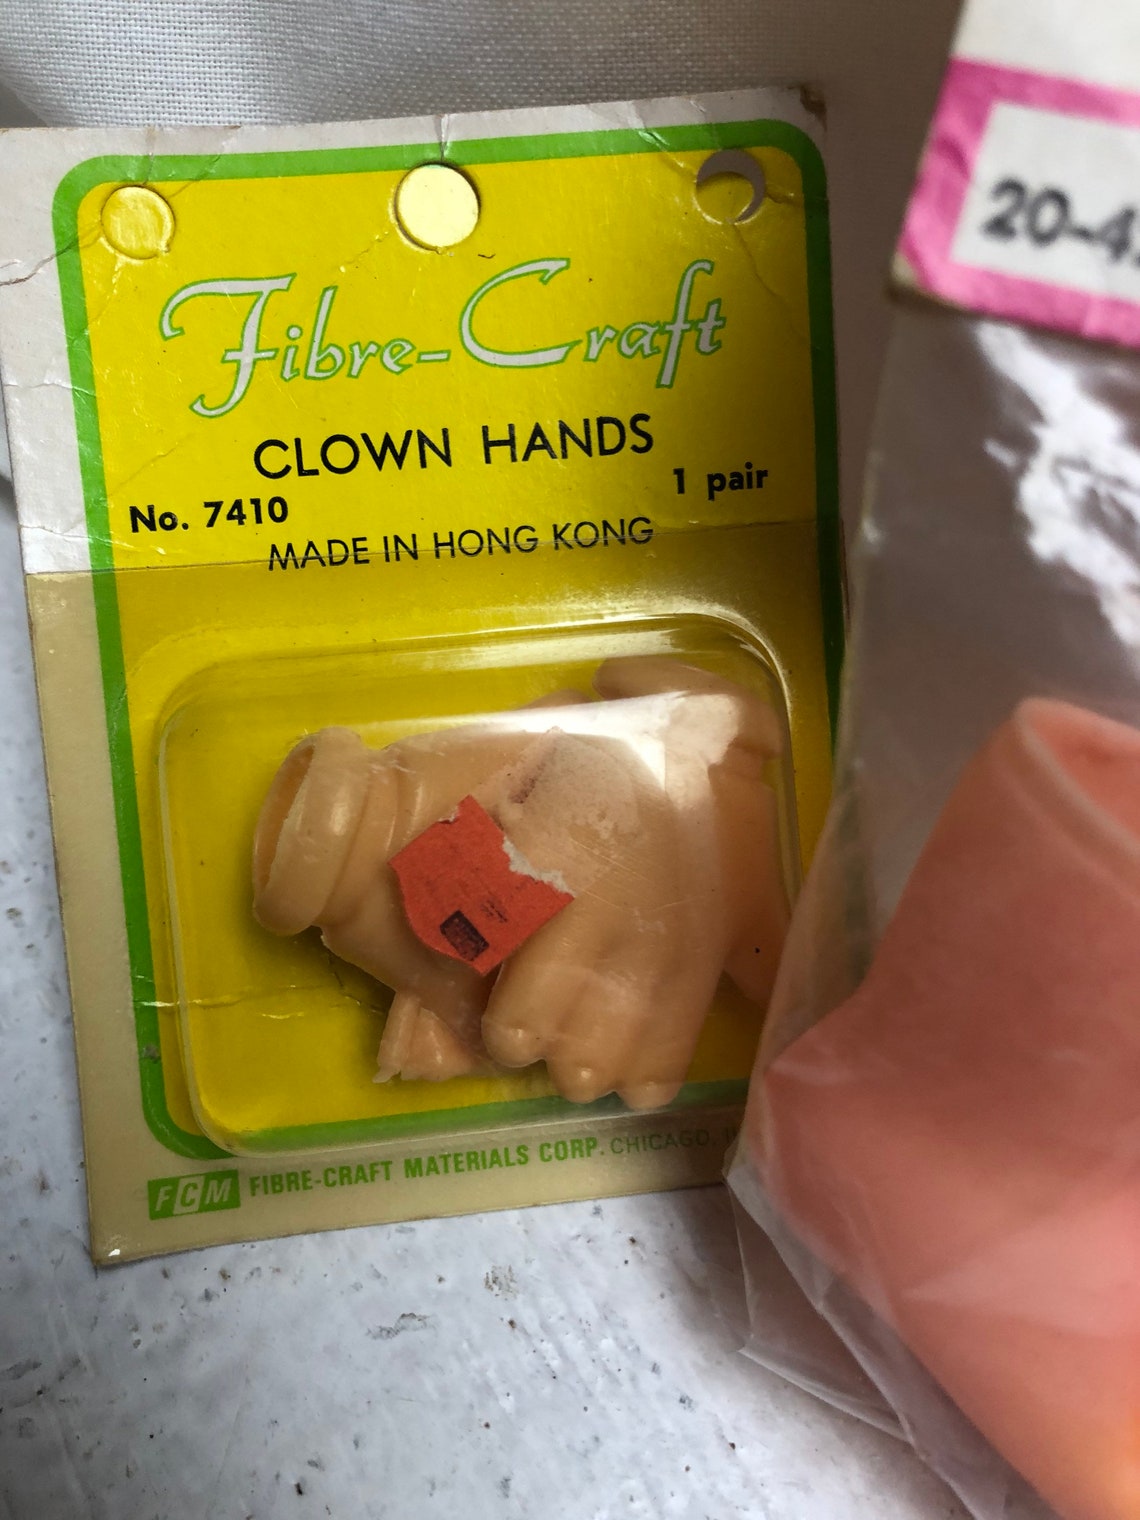 Fibre-Craft
CLOWN HANDS
No. 7410
1 pair
MADE IN HONG KONG
FCM FIBRE-CRAFT MATERIALS CORP. CHICAGO,
20-4